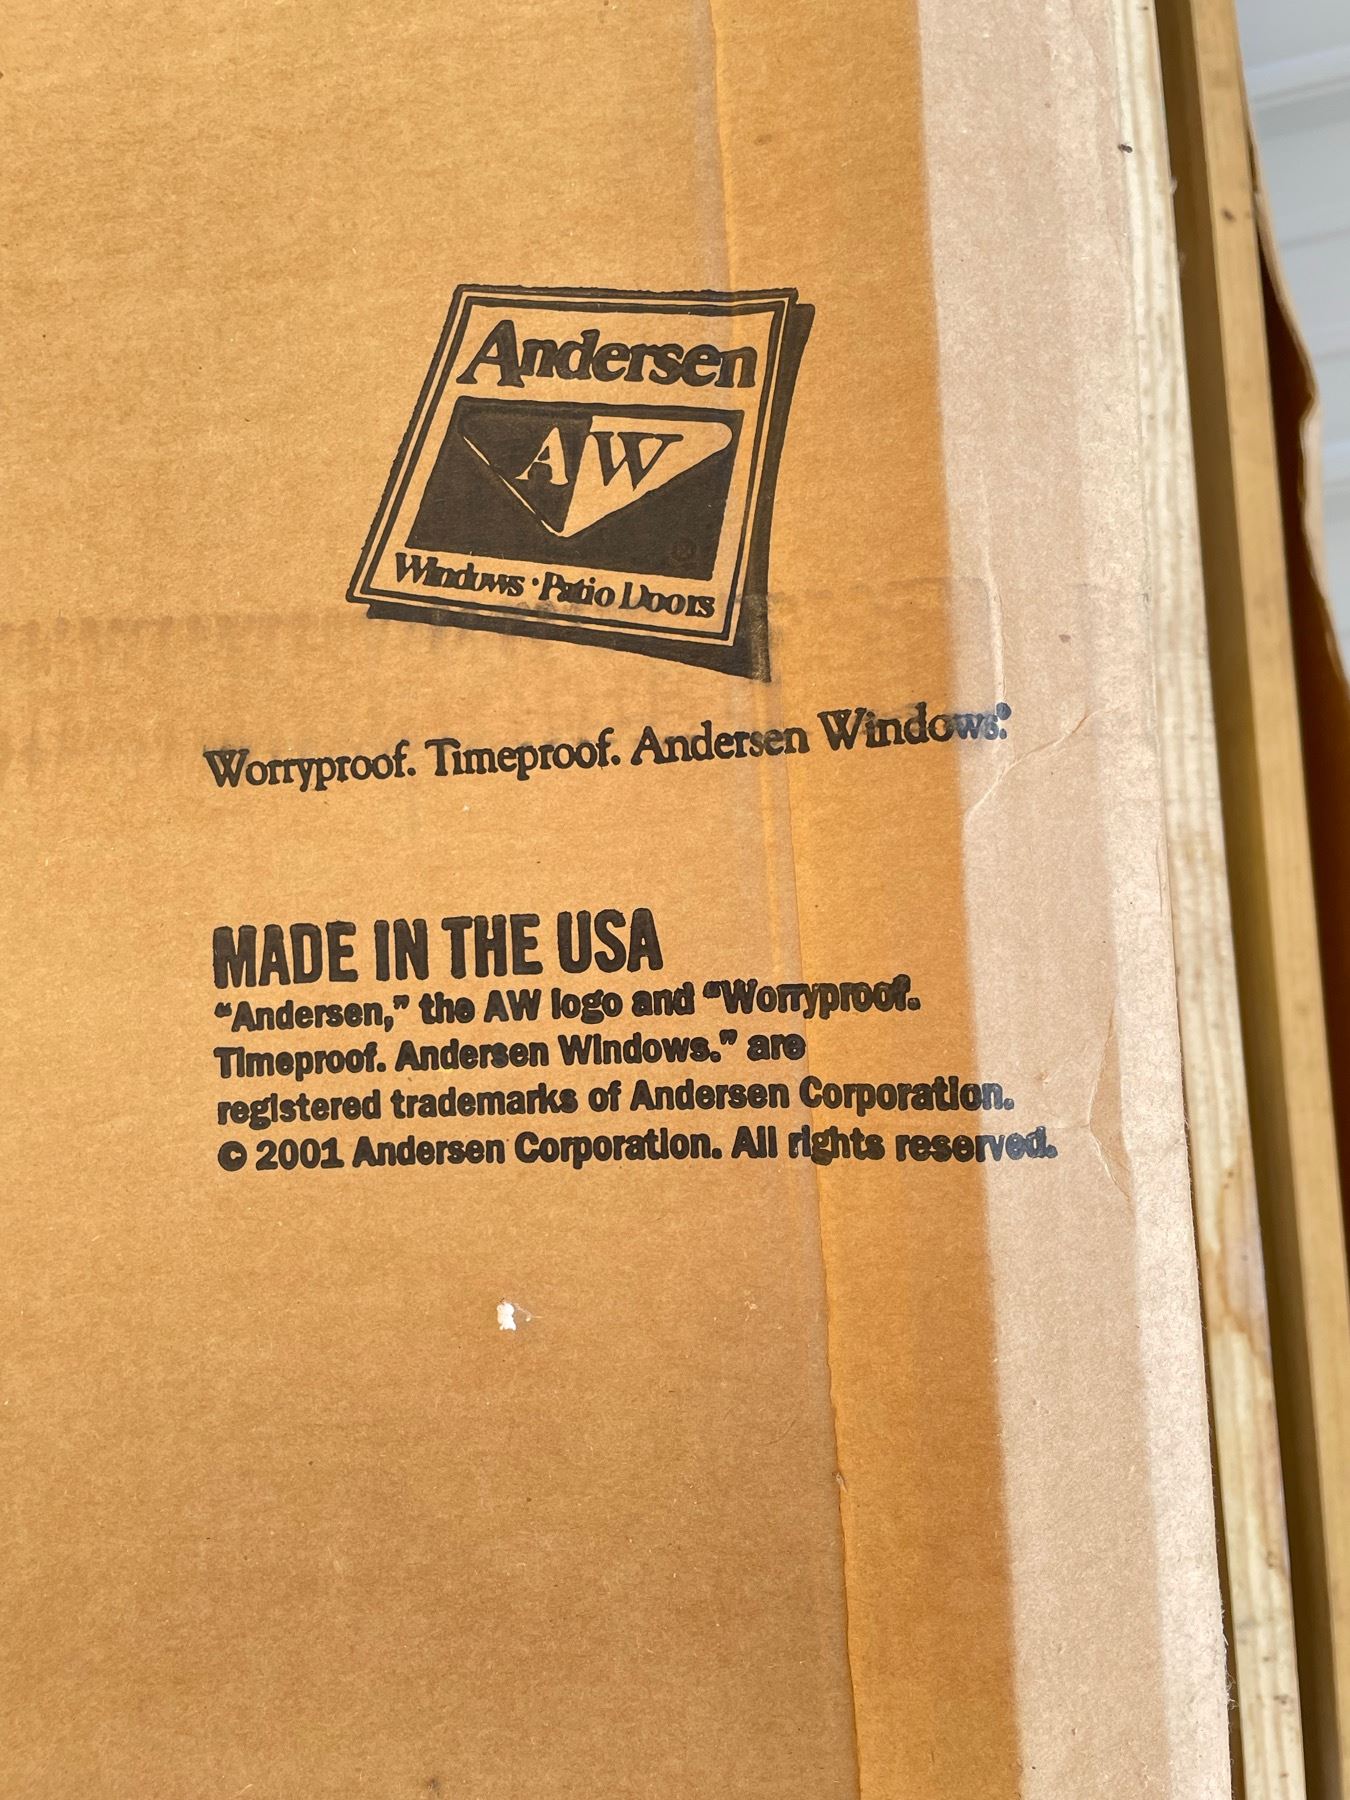 Andersen
AW
®
Windows • Patio Doors
Worryproof. Timeproof. Andersen Windows.®
MADE IN THE USA
“Andersen,” the AW logo and “Worryproof.
Timeproof. Andersen Windows.” are
registered trademarks of Andersen Corporation.
© 2001 Andersen Corporation. All rights reserved.